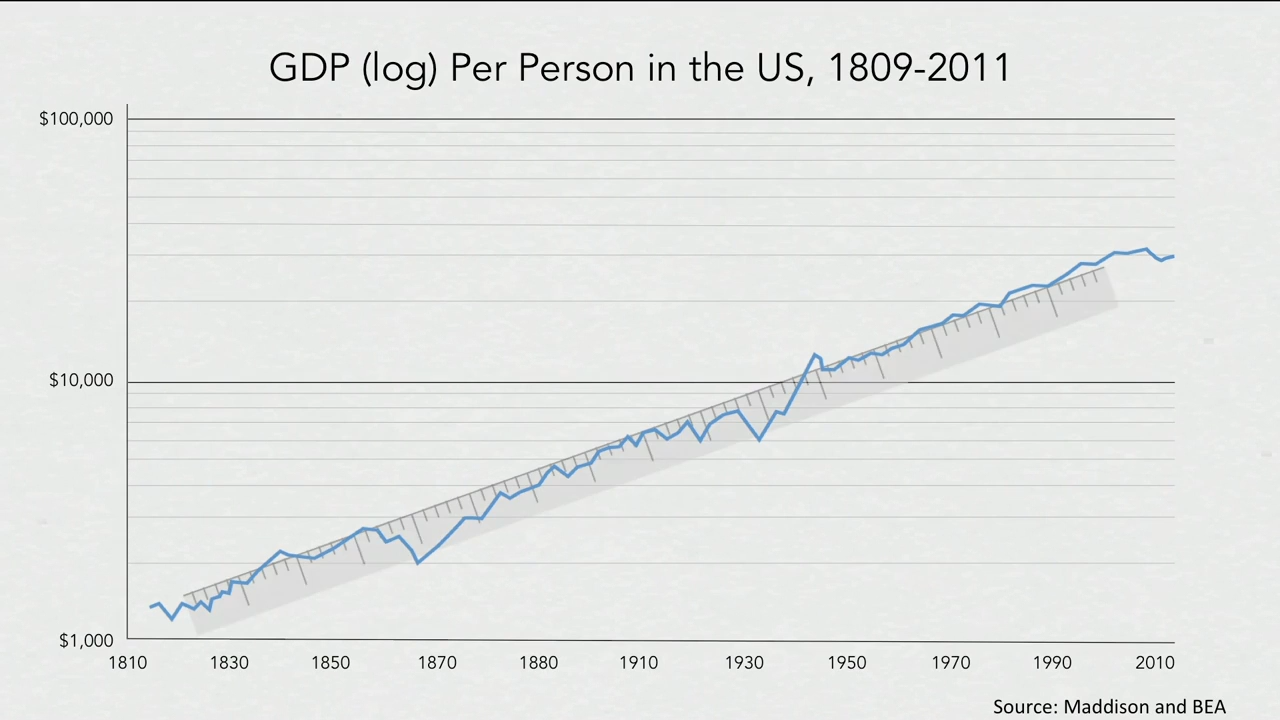 GDP (log) Per Person in the US, 1809-2011
$100,000
$10,000
$1,000
1810 1830 1850 1870 1880 1910 1930 1950 1970 1990 2010
Source: Maddison and BEA